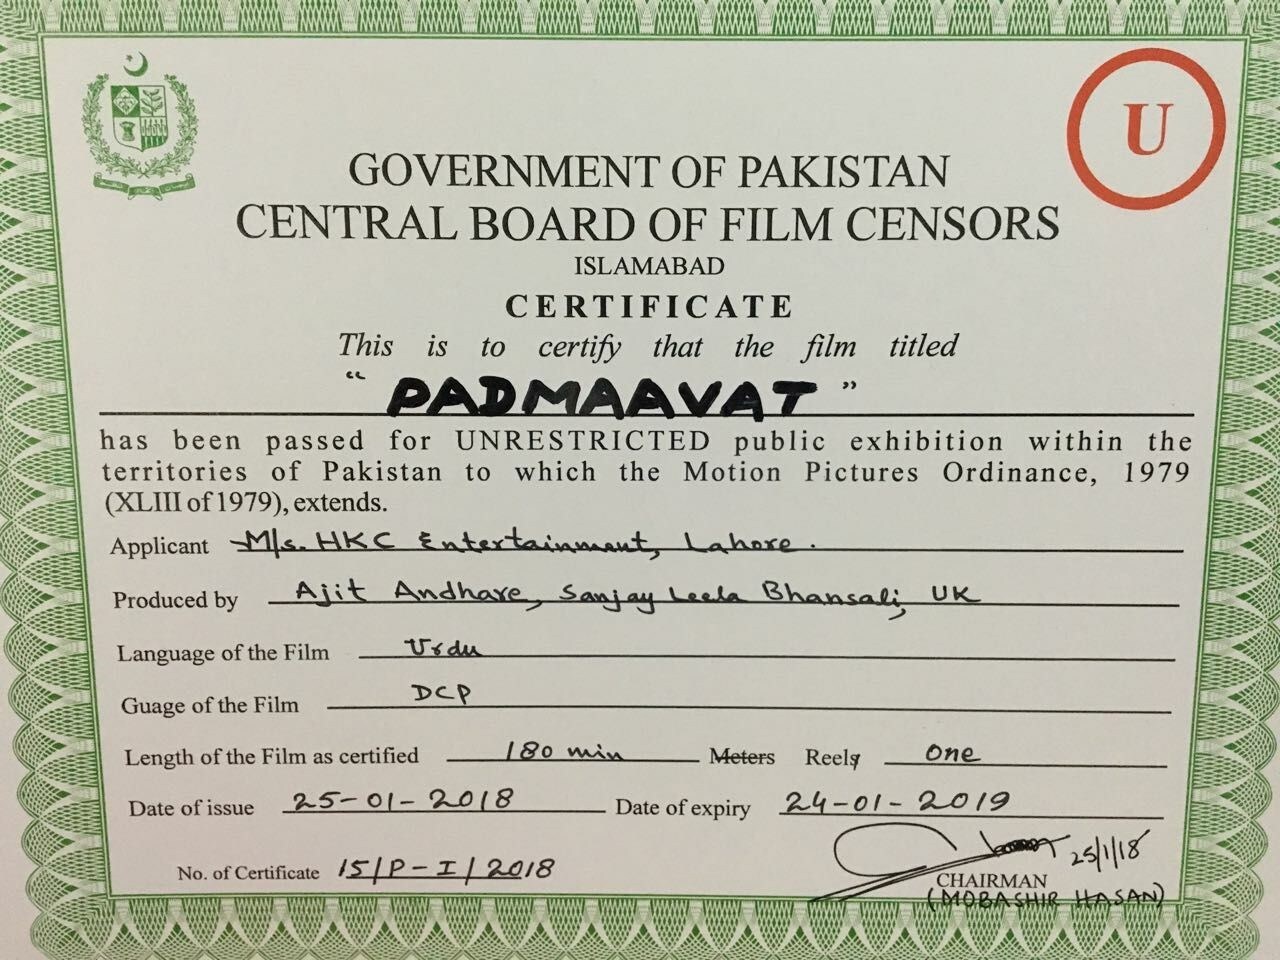 U
GOVERNMENT OF PAKISTAN
CENTRAL BOARD OF FILM CENSORS
ISLAMABAD
CERTIFICATE
This is to certify that the film titled
“ PADMAAVAT ”
has been passed for UNRESTRICTED public exhibition within the
territories of Pakistan to which the Motion Pictures Ordinance, 1979
(XLIII of 1979), extends.
Applicant M/s. HKC Entertainment, Lahore.
Produced by Ajit Andhare, Sanjay Leela Bhansali, UK
Language of the Film Urdu
Guage of the Film DCP
Length of the Film as certified 180 min Meters Reels One
Date of issue 25-01-2018 Date of expiry 24-01-2019
No. of Certificate 15/P-I/2018
25/1/18
CHAIRMAN
(MOBASHIR HASAN)